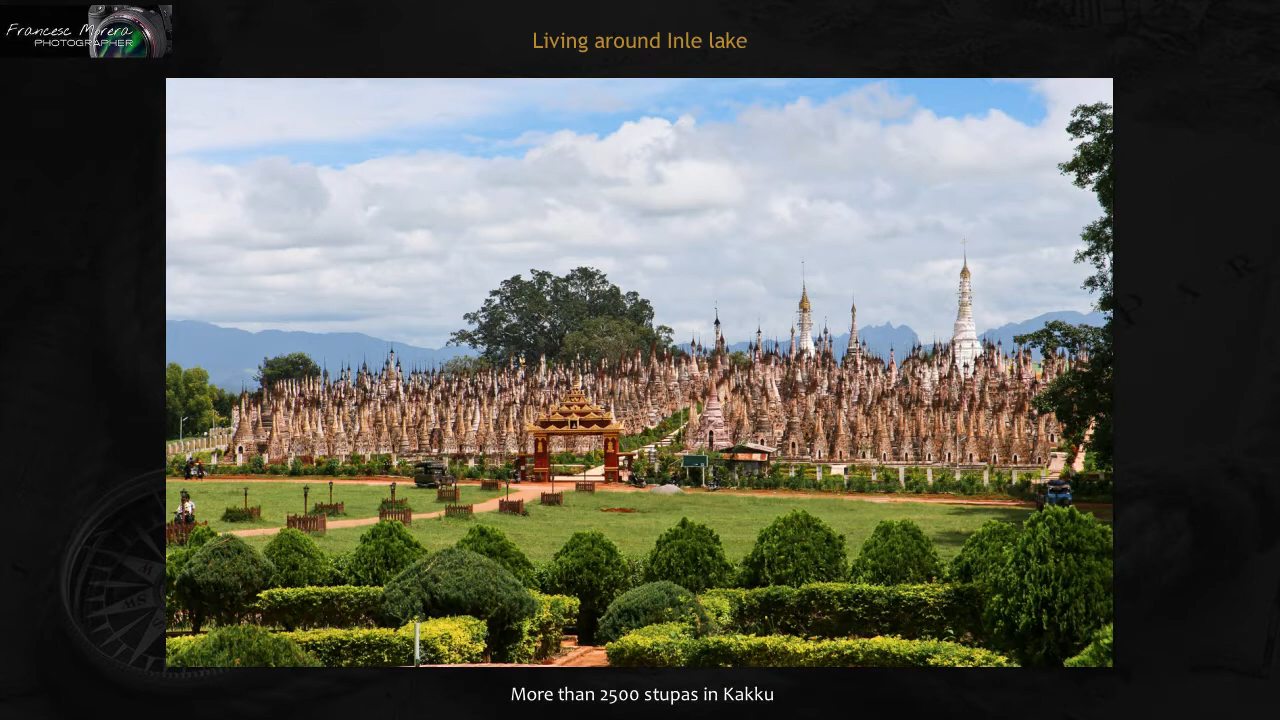 Francesc Morera
PHOTOGRAPHER
Living around Inle lake
More than 2500 stupas in Kakku